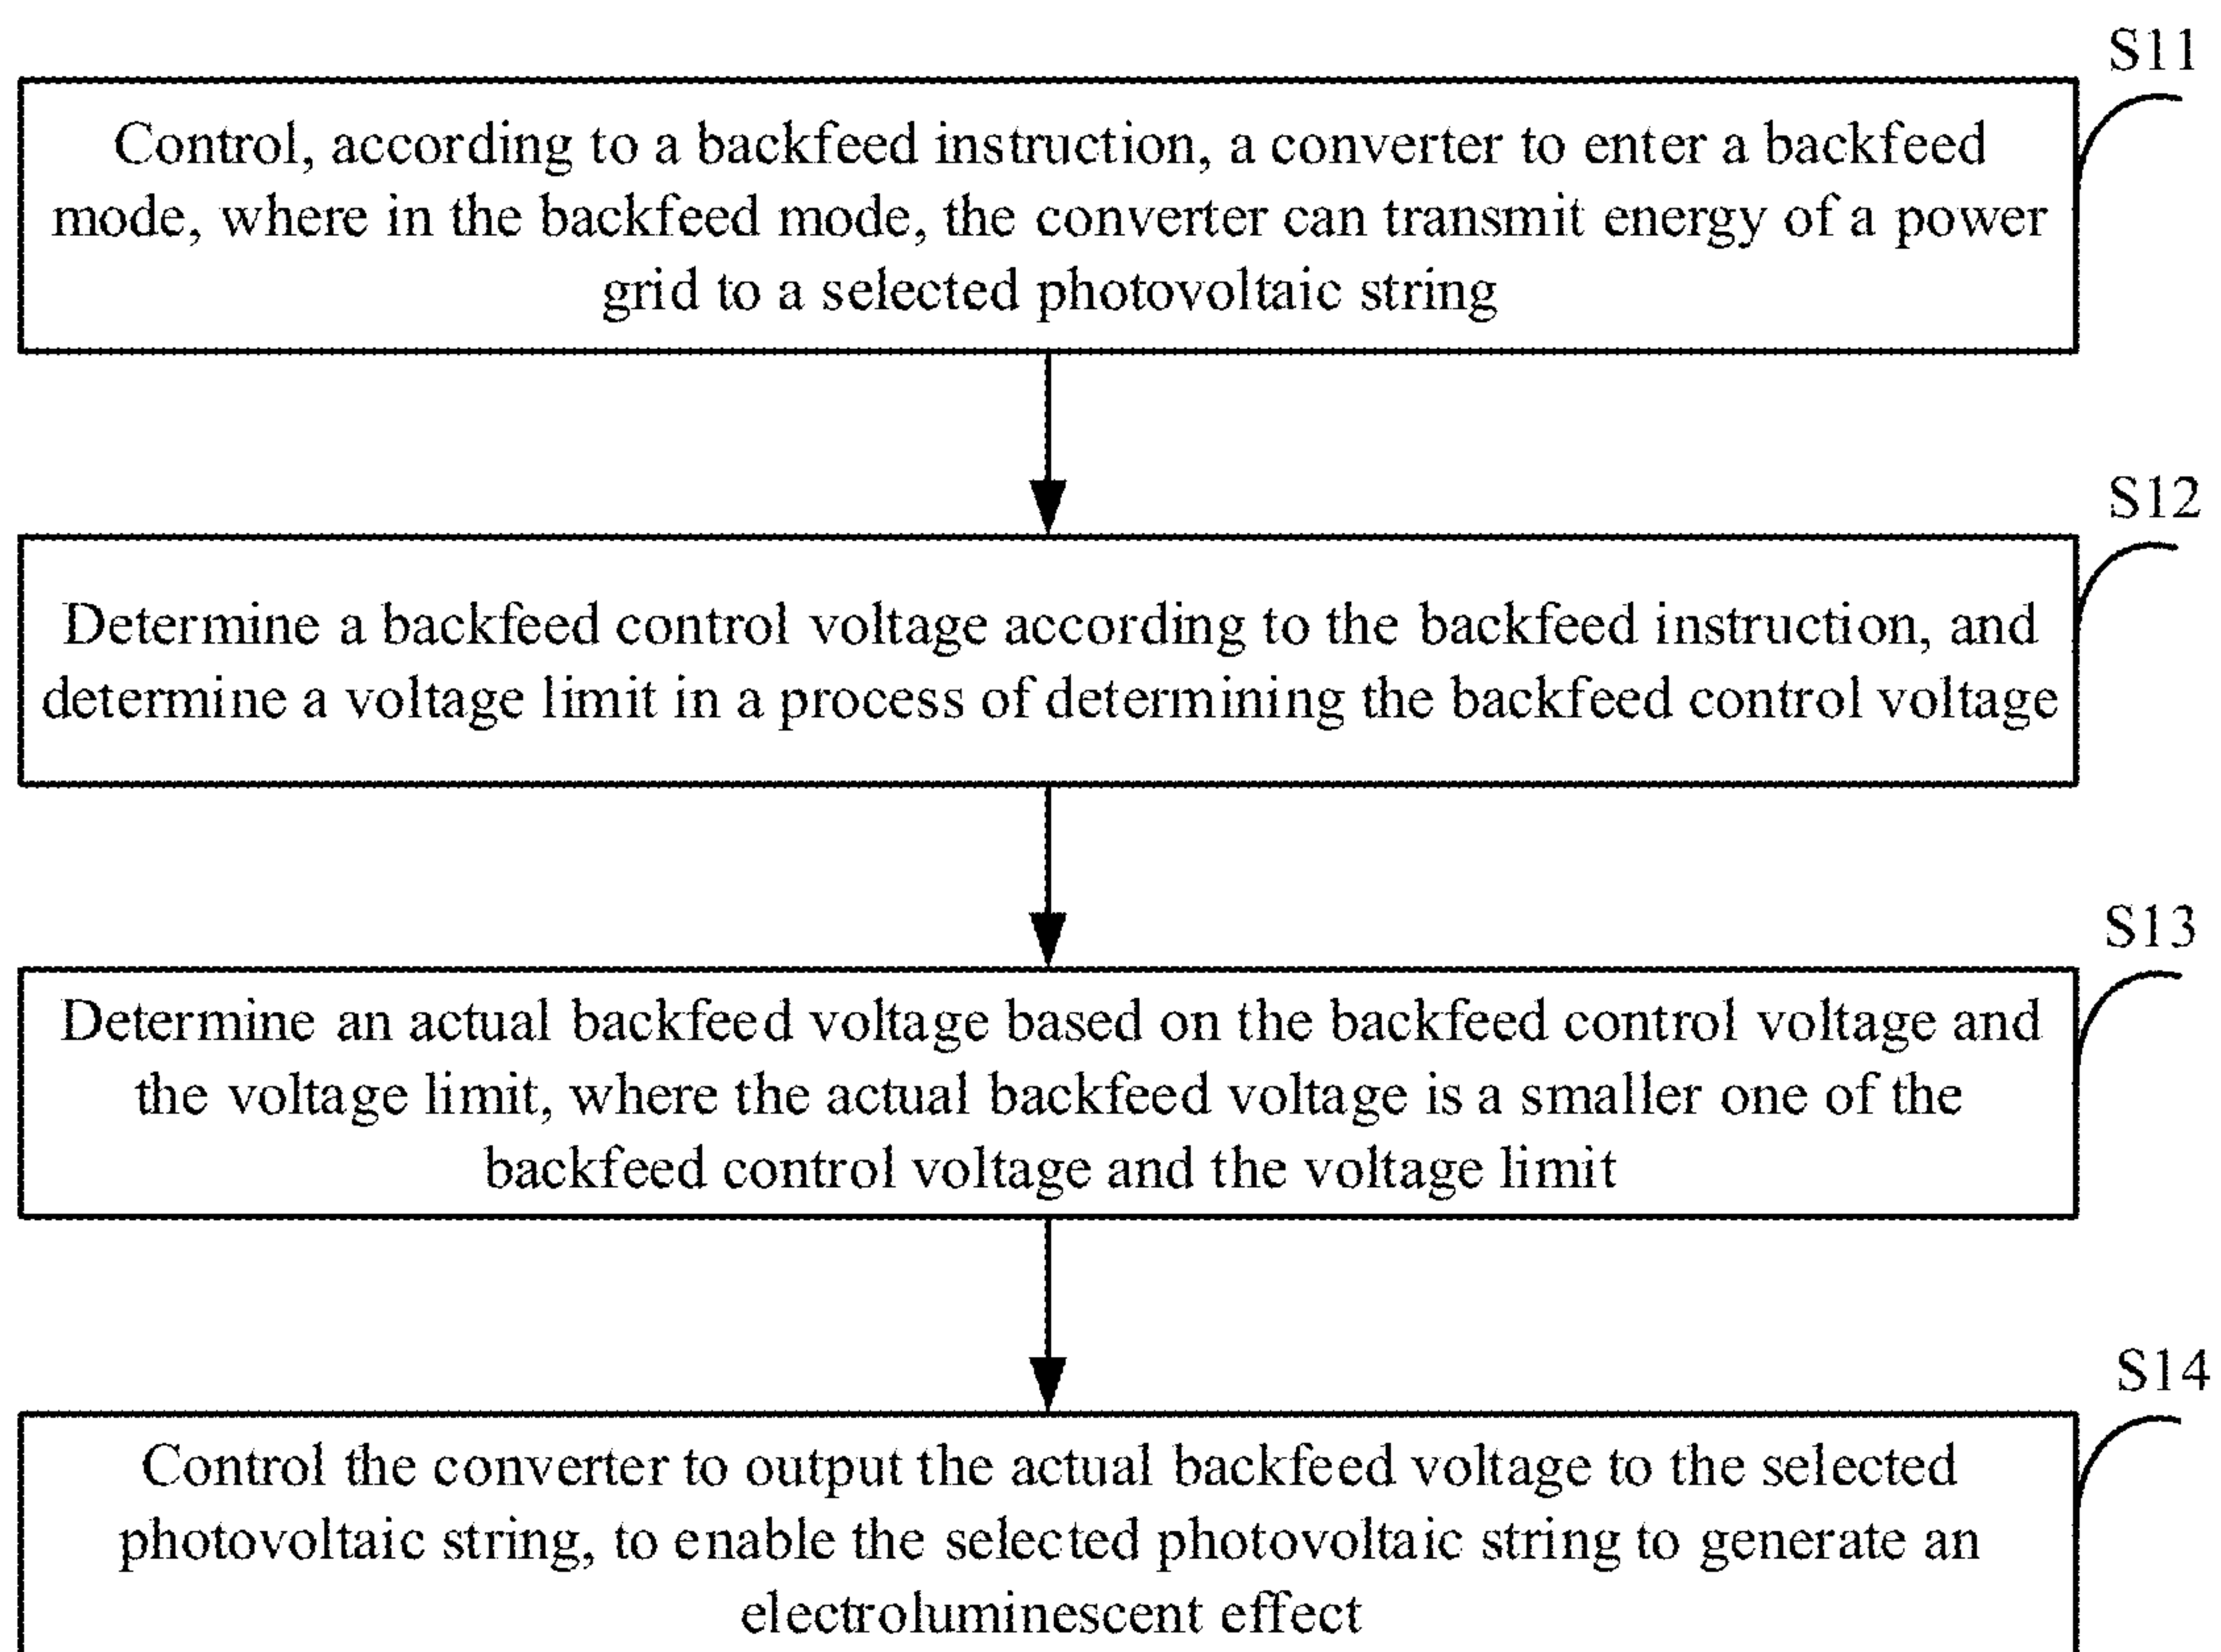 S11
Control, according to a backfeed instruction, a converter to enter a backfeed
mode, where in the backfeed mode, the converter can transmit energy of a power
grid to a selected photovoltaic string
S12
Determine a backfeed control voltage according to the backfeed instruction, and
determine a voltage limit in a process of determining the backfeed control voltage
S13
Determine an actual backfeed voltage based on the backfeed control voltage and
the voltage limit, where the actual backfeed voltage is a smaller one of the
backfeed control voltage and the voltage limit
S14
Control the converter to output the actual backfeed voltage to the selected
photovoltaic string, to enable the selected photovoltaic string to generate an
electroluminescent effect